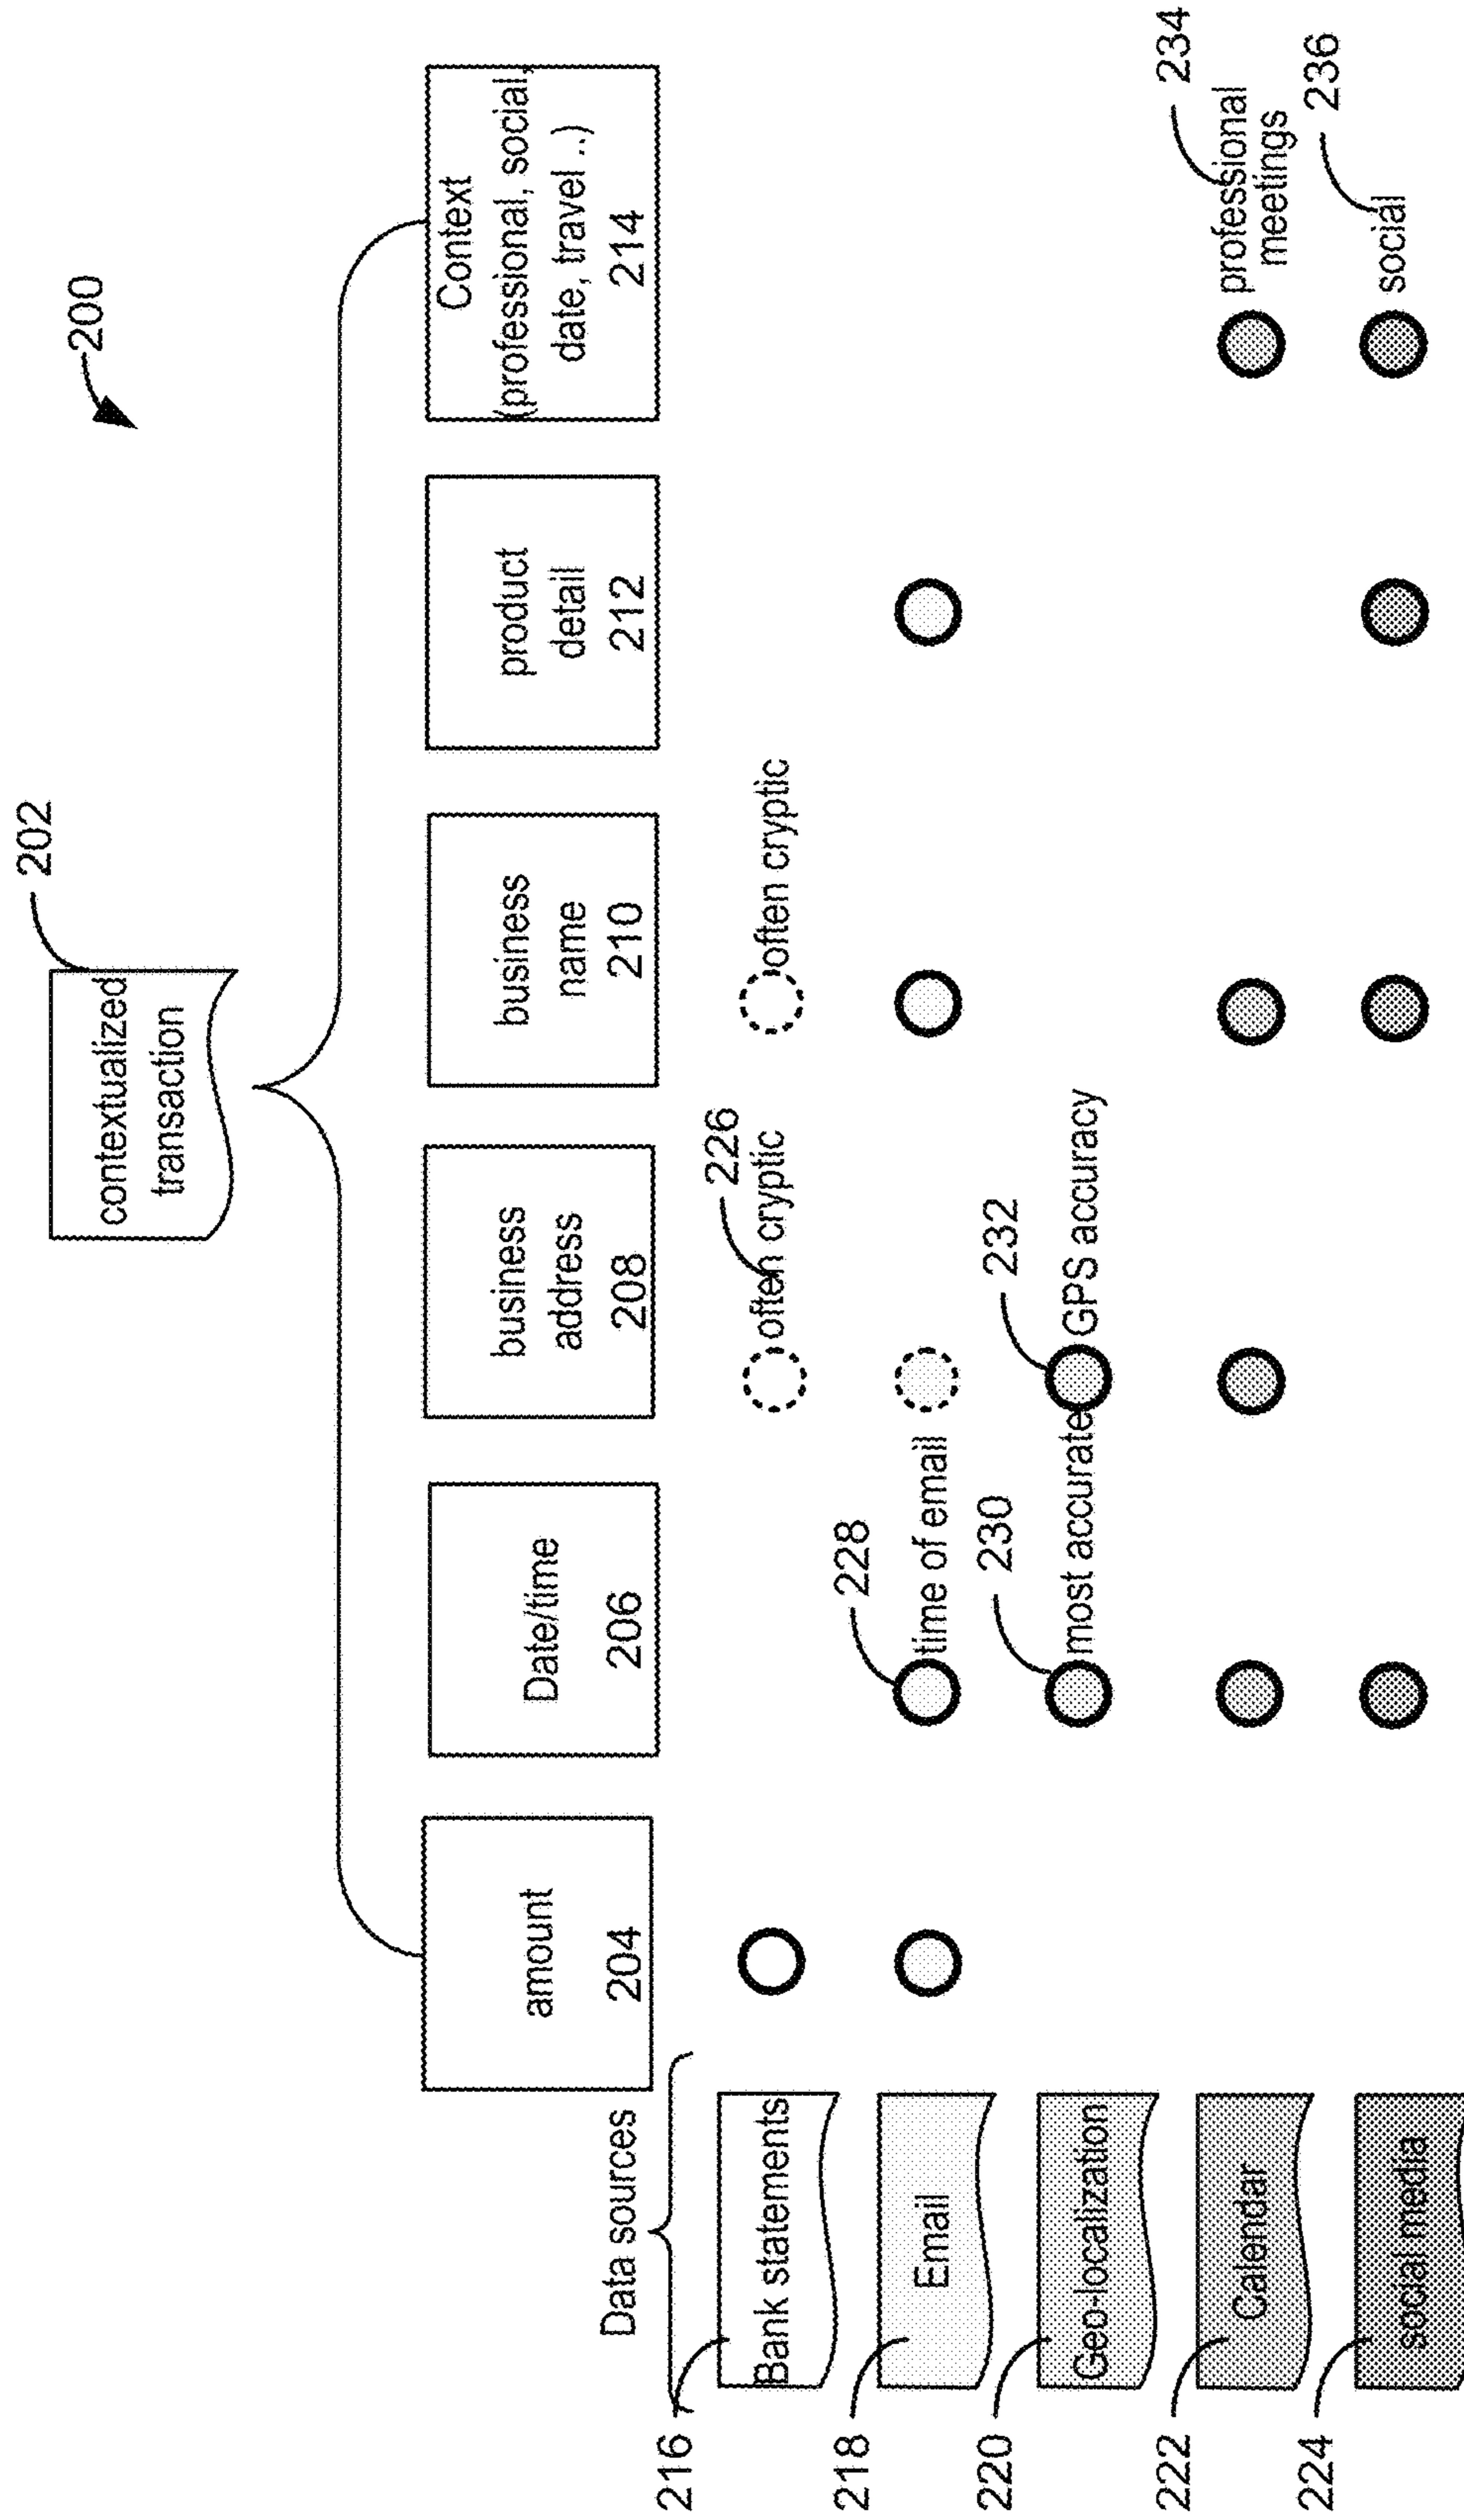 200
202
contextualized
transaction
amount
204
Date/time
206
business
address
208
business
name
210
product
detail
212
Context
(professional, social,
date, travel ..)
214
Data sources
216
Bank statements
226
often cryptic
often cryptic
218
Email
228
time of email
220
Geo-localization
230
most accurate
232
GPS accuracy
222
Calendar
234
professional
meetings
224
social media
236
social